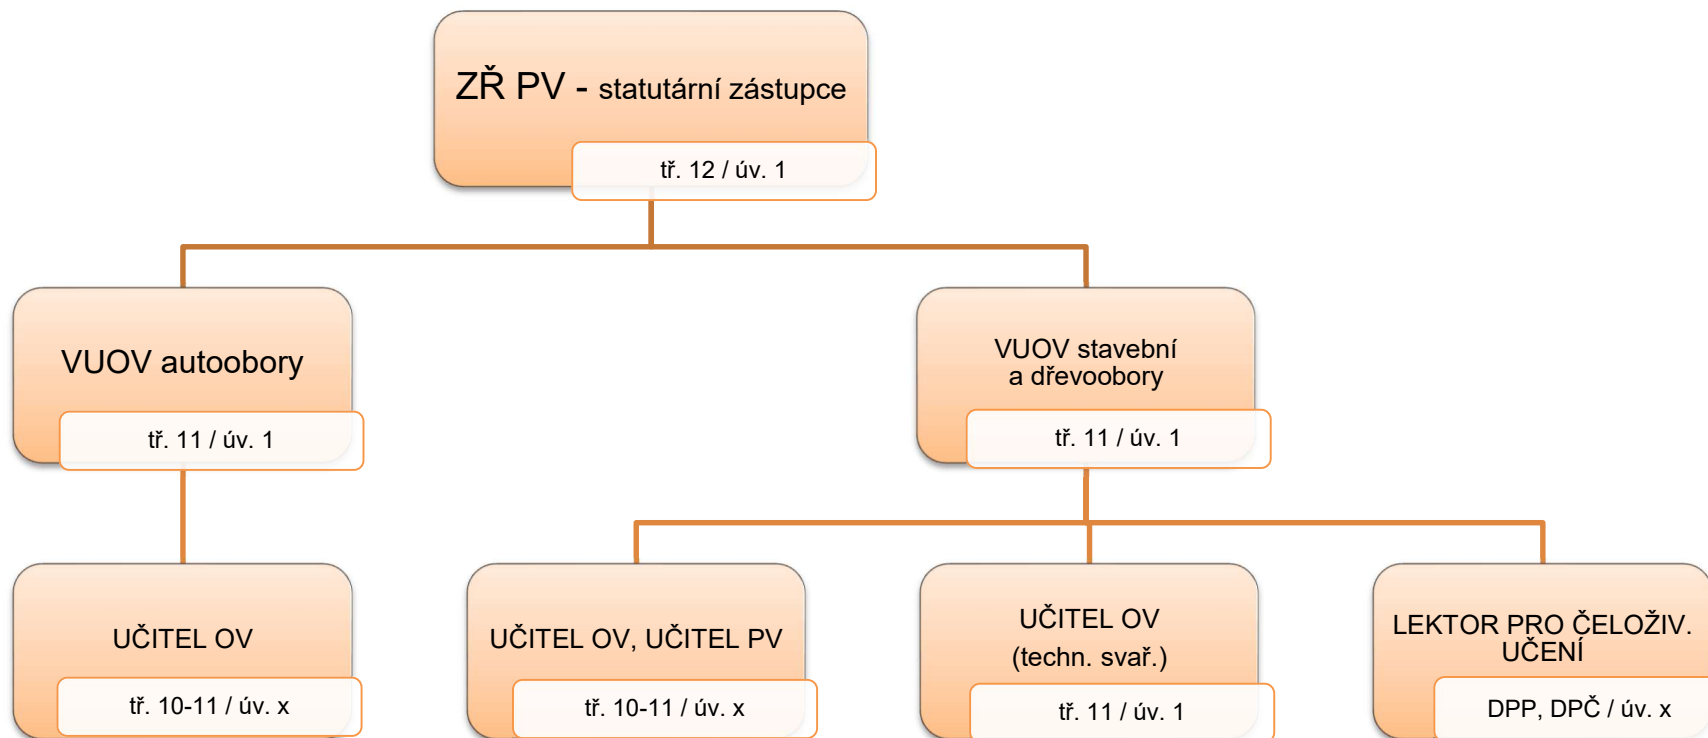 ZŘ PV - statutární zástupce
tř. 12 / úv. 1
VUOV autoobory
tř. 11 / úv. 1
VUOV stavební
a dřevoobory
tř. 11 / úv. 1
UČITEL OV
tř. 10-11 / úv. x
UČITEL OV, UČITEL PV
tř. 10-11 / úv. x
UČITEL OV
(techn. svař.)
tř. 11 / úv. 1
LEKTOR PRO ČELOŽIV.
UČENÍ
DPP, DPČ / úv. x